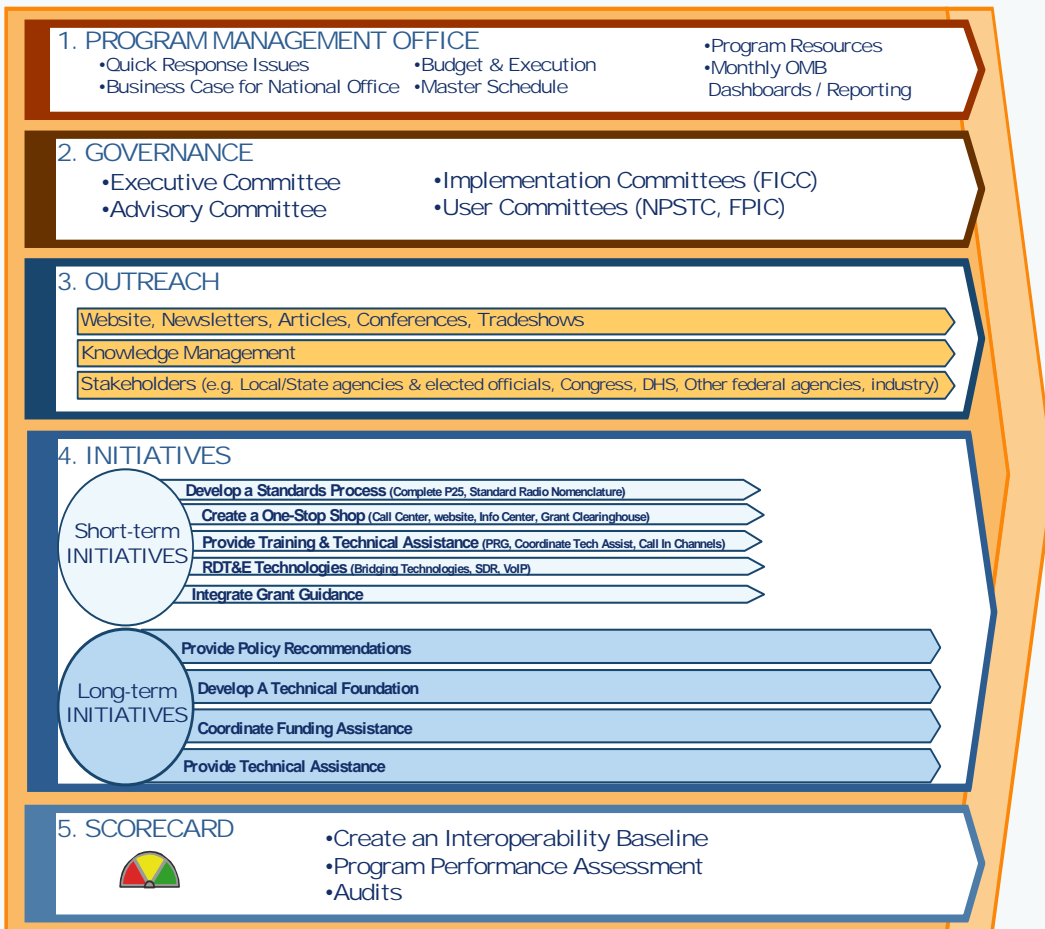 1. PROGRAM MANAGEMENT OFFICE
•Quick Response Issues
•Business Case for National Office
•Budget & Execution
•Master Schedule
•Program Resources
•Monthly OMB
Dashboards / Reporting
2. GOVERNANCE
•Executive Committee
•Advisory Committee
•Implementation Committees (FICC)
•User Committees (NPSTC, FPIC)
3. OUTREACH
Website, Newsletters, Articles, Conferences, Tradeshows
Knowledge Management
Stakeholders (e.g. Local/State agencies & elected officials, Congress, DHS, Other federal agencies, industry)
4. INITIATIVES
Short-term
INITIATIVES
Develop a Standards Process (Complete P25, Standard Radio Nomenclature)
Create a One-Stop Shop (Call Center, website, Info Center, Grant Clearinghouse)
Provide Training & Technical Assistance (PRG, Coordinate Tech Assist, Call In Channels)
RDT&E Technologies (Bridging Technologies, SDR, VoIP)
Integrate Grant Guidance
Long-term
INITIATIVES
Provide Policy Recommendations
Develop A Technical Foundation
Coordinate Funding Assistance
Provide Technical Assistance
5. SCORECARD
•Create an Interoperability Baseline
•Program Performance Assessment
•Audits